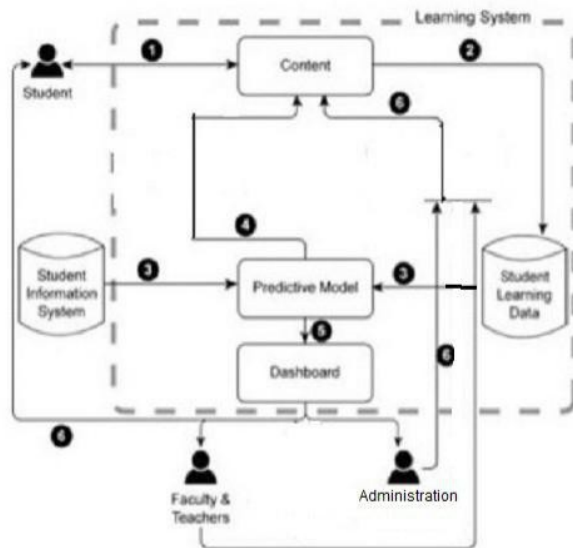 Learning System
1
2
Content
Student
6
4
Student
Information
System
3
Predictive Model
3
Student
Learning
Data
5
6
Dashboard
6
Faculty &
Teachers
Administration